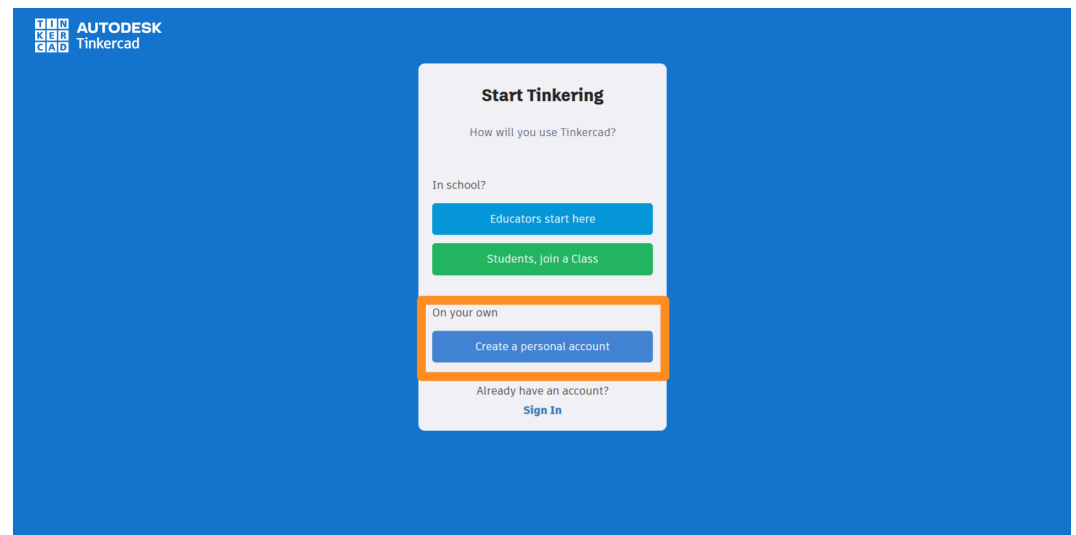 TIN
KER
CAD
AUTODESK
Tinkercad
Start Tinkering
How will you use Tinkercad?
In school?
Educators start here
Students, join a Class
On your own
Create a personal account
Already have an account?
Sign In